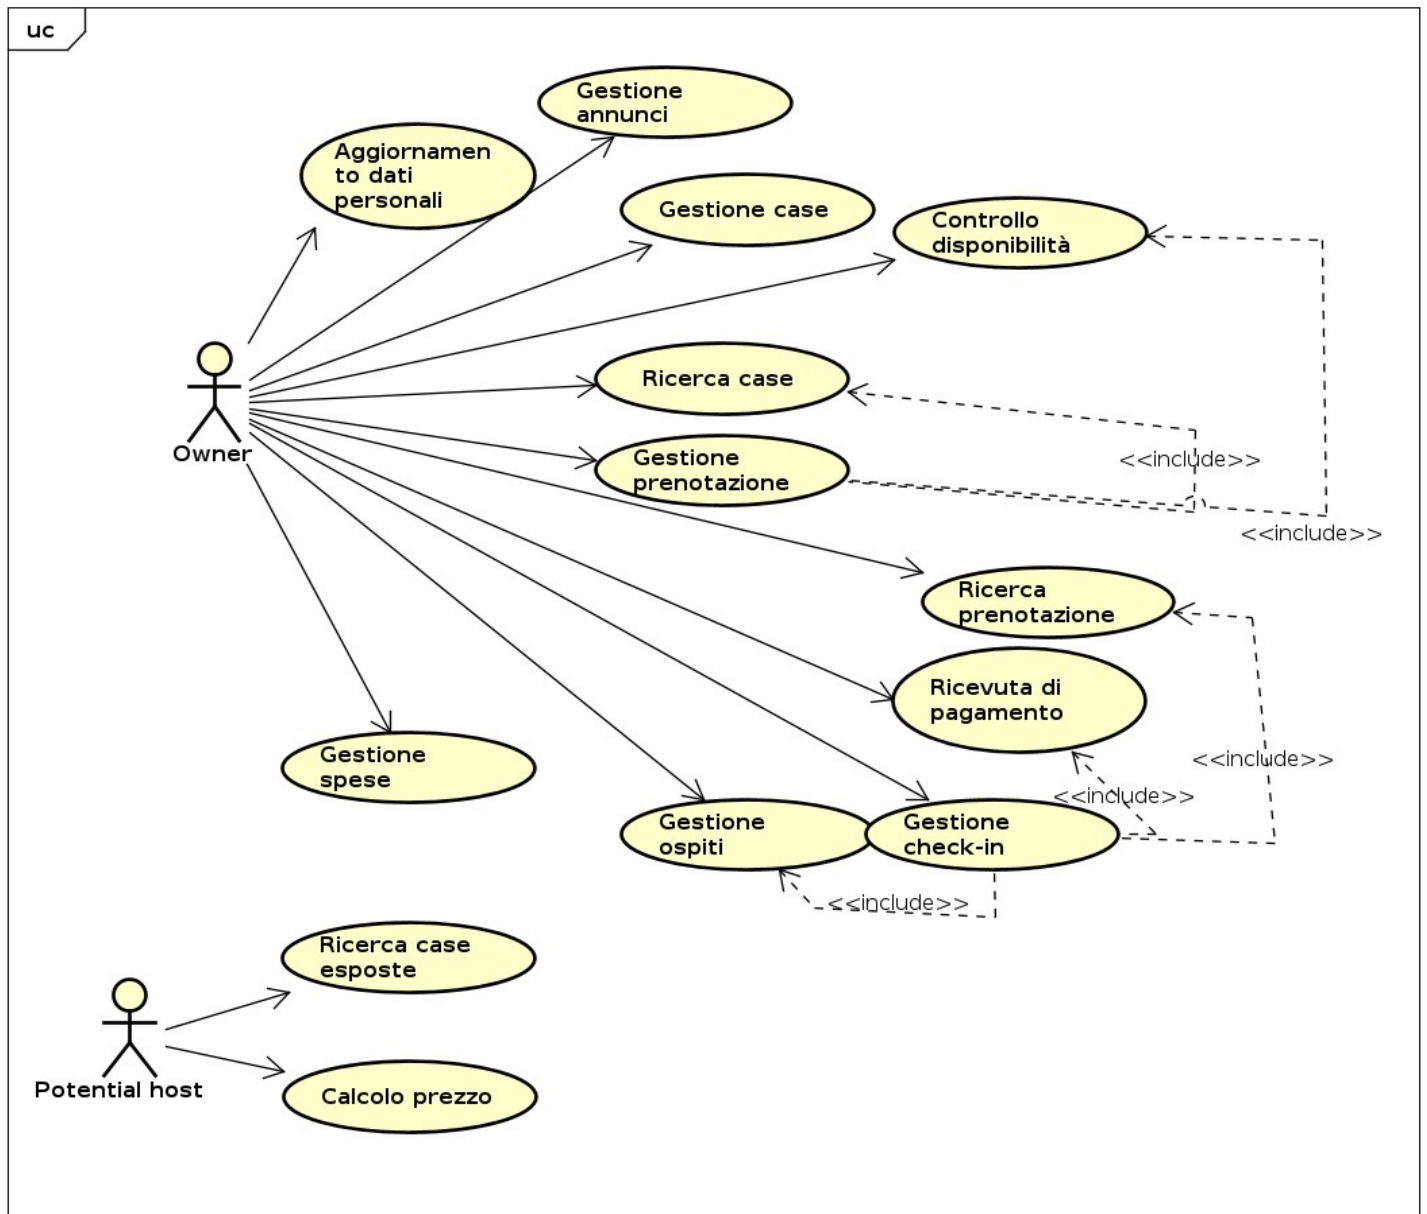 uc
Gestione
annunci
Aggiornamen
to dati
personali
Gestione case
Controllo
disponibilità
Owner
Ricerca case
Gestione
prenotazione
<<include>>
<<include>>
Ricerca
prenotazione
Ricevuta di
pagamento
<<include>>
<<include>>
Gestione
spese
Gestione
ospiti
Gestione
check-in
<<include>>
Ricerca case
esposte
Potential host
Calcolo prezzo